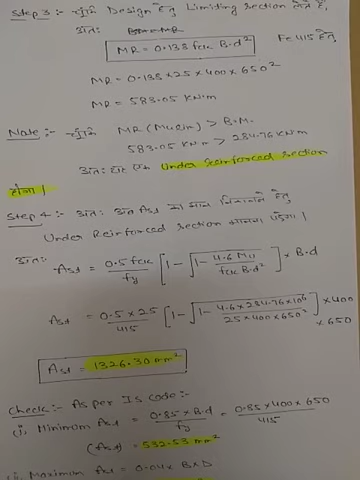 Step 3 :- चूँकि Design हेतु Limiting section लेते हैं,
अतः
MR = 0.138 fck B.d² Fe 415 हेतु
MR = 0.138 × 25 × 400 × 650²
MR = 583.05 KN.m
Note :- चूँकि MR (Mulim) > B.M.
583.05 KN.m > 284.76 KN.m
अतः यह एक Under Reinforced Section
होगा।
Step 4 :- अतः अब Ast का मान निकालने हेतु
Under Reinforced section मानना पड़ेगा।
अतः
Ast = 0.5 fck / fy [1 - √(1 - 4.6 Mu / fck B.d²)] × B.d
Ast = 0.5 × 25 / 415 [1 - √(1 - 4.6 × 284.76 × 10⁶ / 25 × 400 × 650²)] × 400
× 650
Ast = 1326.30 mm²
Check :- As per I.S code :-
(i) Minimum Ast = 0.85 × B.d / fy = 0.85 × 400 × 650 / 415
(Ast) = 532.53 mm²
Maximum Ast = 0.04 × B × D